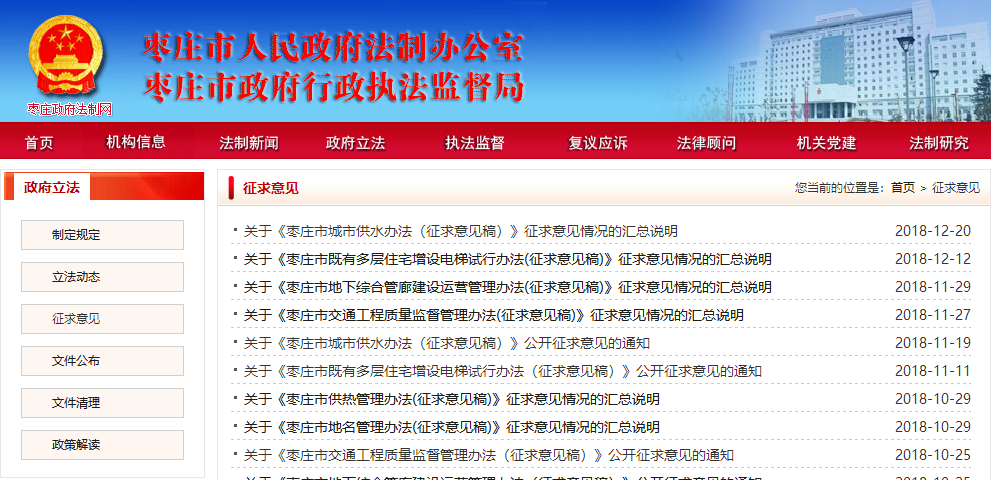 枣庄市人民政府法制办公室
枣庄市政府行政执法监督局
枣庄政府法制网
首页 机构信息 法制新闻 政府立法 执法监督 复议应诉 法律顾问 机关党建 法制研究
政府立法
制定规定
立法动态
征求意见
文件公布
文件清理
政策解读
征求意见 您当前的位置是: 首页 > 征求意见
关于《枣庄市城市供水办法（征求意见稿）》征求意见情况的汇总说明 2018-12-20
关于《枣庄市既有多层住宅增设电梯试行办法(征求意见稿)》征求意见情况的汇总说明 2018-12-12
关于《枣庄市地下综合管廊建设运营管理办法(征求意见稿)》征求意见情况的汇总说明 2018-11-29
关于《枣庄市交通工程质量监督管理办法(征求意见稿)》征求意见情况的汇总说明 2018-11-27
关于《枣庄市城市供水办法（征求意见稿）》公开征求意见的通知 2018-11-19
关于《枣庄市既有多层住宅增设电梯试行办法（征求意见稿）》公开征求意见的通知 2018-11-11
关于《枣庄市供热管理办法(征求意见稿)》征求意见情况的汇总说明 2018-10-29
关于《枣庄市地名管理办法(征求意见稿)》征求意见情况的汇总说明 2018-10-29
关于《枣庄市交通工程质量监督管理办法（征求意见稿）》公开征求意见的通知 2018-10-25